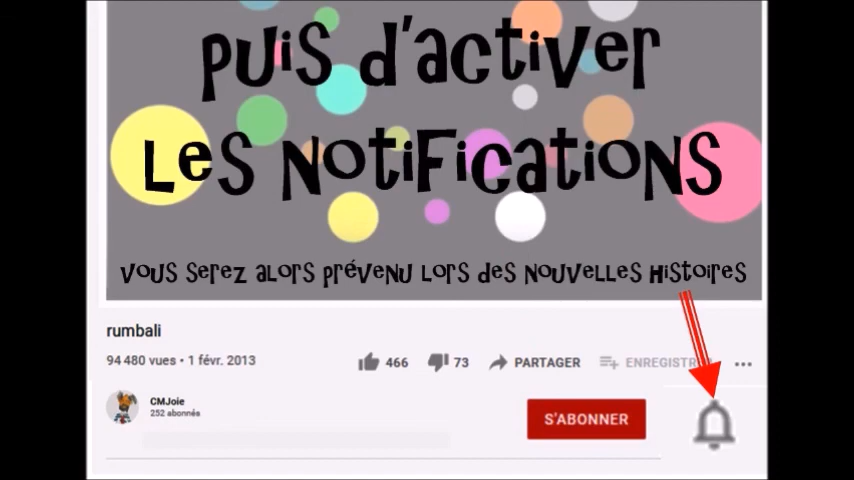 PUiS d'activer
Les Notifications
vous serez alors prévenu lors des nouvelles histoires
rumbali
94 480 vues • 1 févr. 2013
466
73
PARTAGER
CMJoie
252 abonnés
S'ABONNER